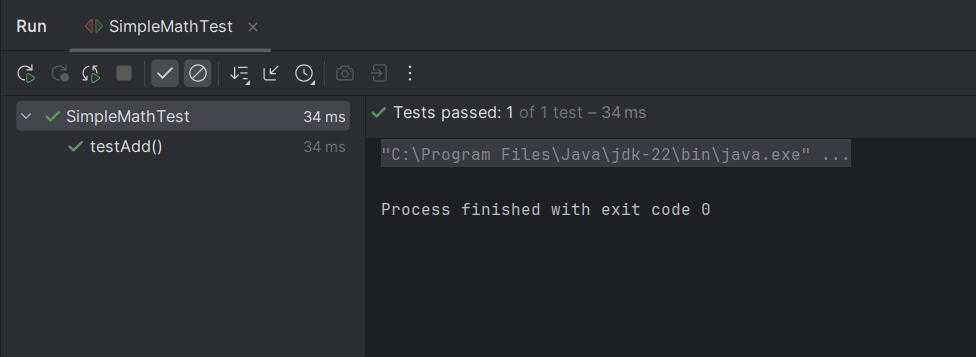 Run SimpleMathTest
SimpleMathTest 34 ms
testAdd() 34 ms
Tests passed: 1 of 1 test – 34 ms
"C:\Program Files\Java\jdk-22\bin\java.exe" ...
Process finished with exit code 0